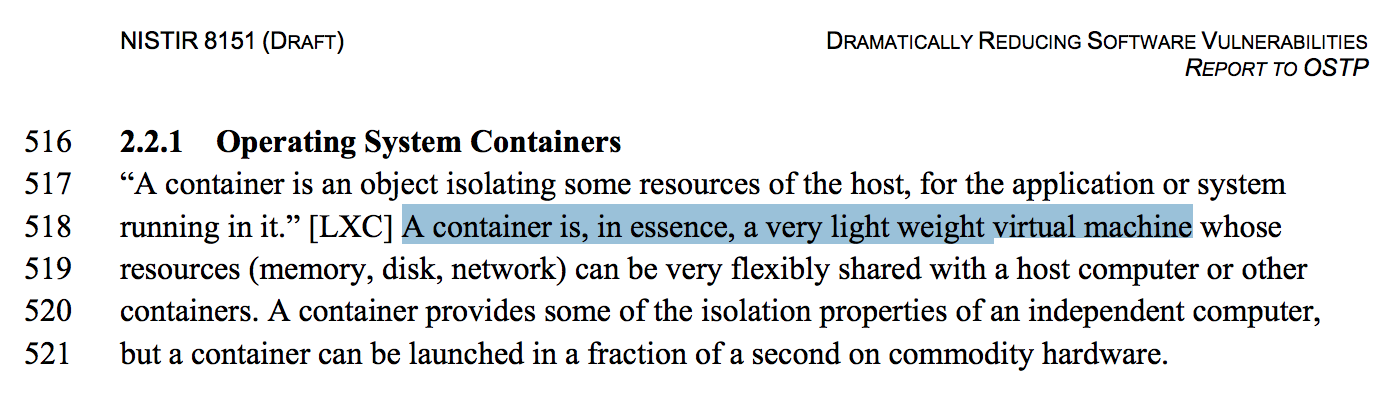 NISTIR 8151 (DRAFT) DRAMATICALLY REDUCING SOFTWARE VULNERABILITIES
REPORT TO OSTP
516 2.2.1 Operating System Containers
517 “A container is an object isolating some resources of the host, for the application or system
518 running in it.” [LXC] A container is, in essence, a very light weight virtual machine whose
519 resources (memory, disk, network) can be very flexibly shared with a host computer or other
520 containers. A container provides some of the isolation properties of an independent computer,
521 but a container can be launched in a fraction of a second on commodity hardware.